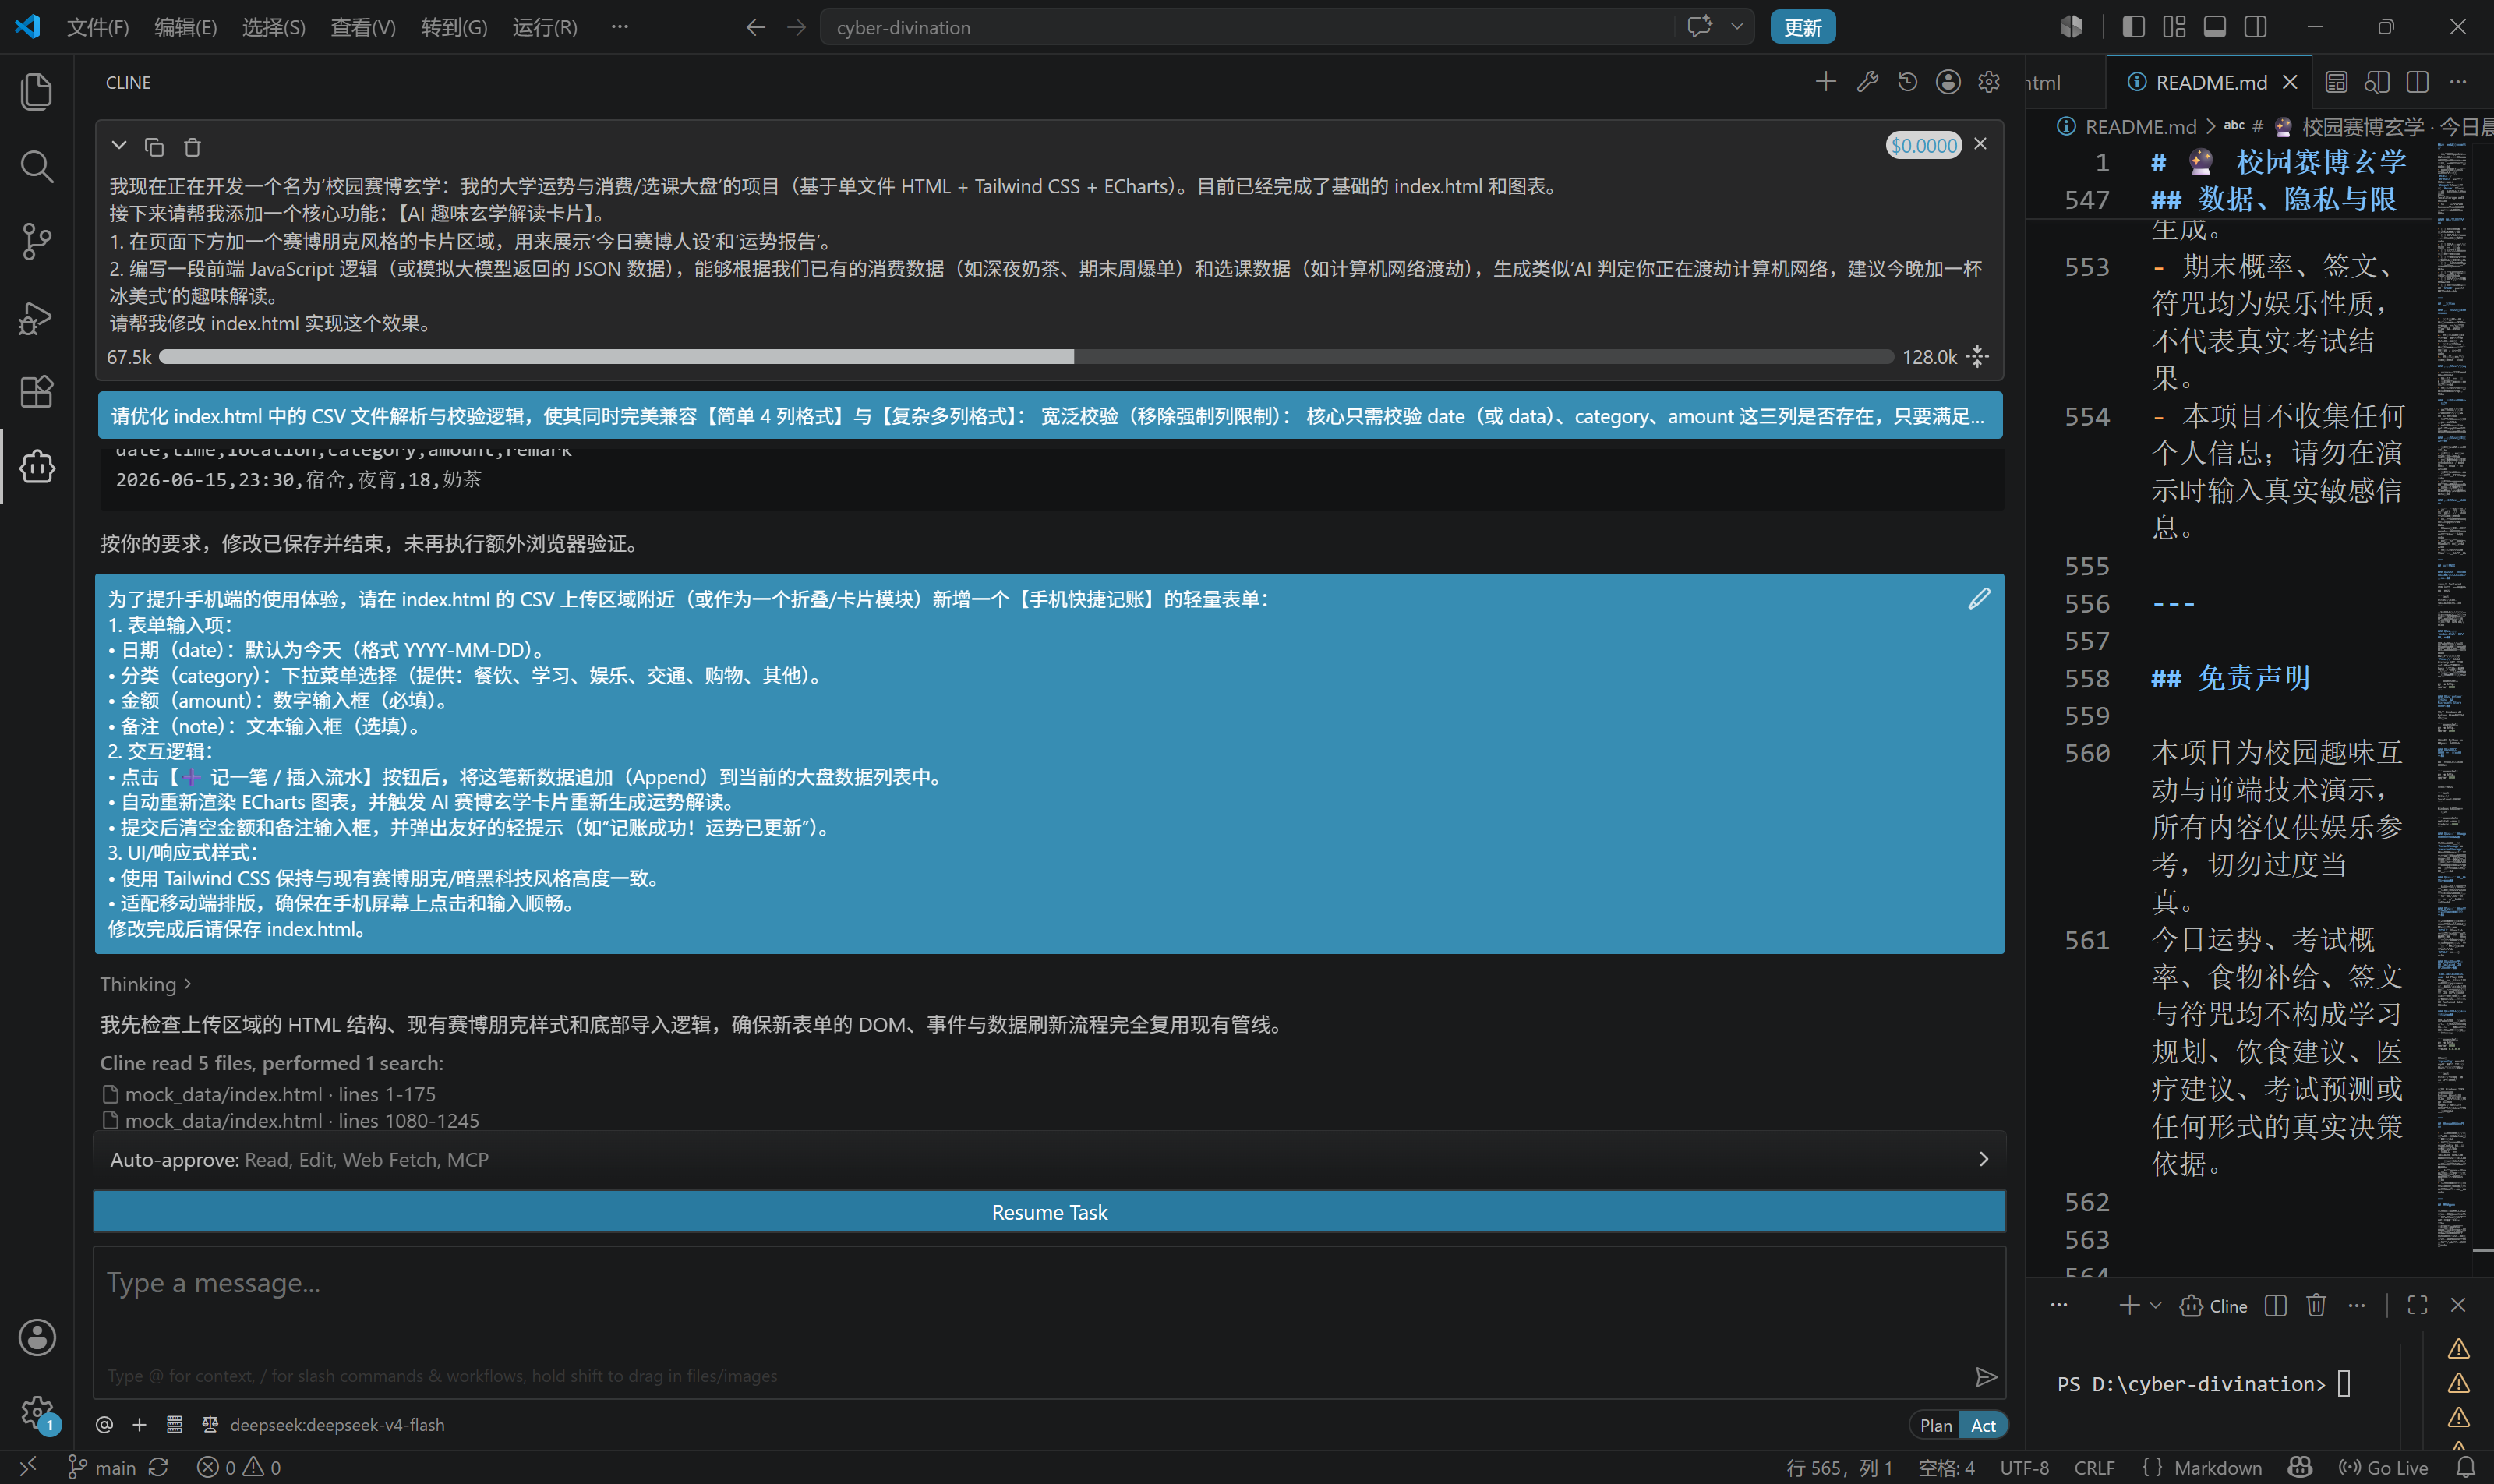 文件(F) 编辑(E) 选择(S) 查看(V) 转到(G) 运行(R) ···
cyber-divination
更新
CLINE
$0.0000
我现在正在开发一个名为‘校园赛博玄学：我的大学运势与消费/选课大盘’的项目（基于单文件 HTML + Tailwind CSS + ECharts）。目前已经完成了基础的 index.html 和图表。
接下来请帮我添加一个核心功能：【AI 趣味玄学解读卡片】。
1. 在页面下方加一个赛博朋克风格的卡片区域，用来展示‘今日赛博人设’和‘运势报告’。
2. 编写一段前端 JavaScript 逻辑（或模拟大模型返回的 JSON 数据），能够根据我们已有的消费数据（如深夜奶茶、期末周爆单）和选课数据（如计算机网络渡劫），生成类似‘AI 判定你正在渡劫计算机网络，建议今晚加一杯
冰美式’的趣味解读。
请帮我修改 index.html 实现这个效果。
67.5k 128.0k
请优化 index.html 中的 CSV 文件解析与校验逻辑，使其同时完美兼容【简单 4 列格式】与【复杂多列格式】： 宽泛校验（移除强制列限制）： 核心只需校验 date（或 data）、category、amount 这三列是否存在，只要满足...
date,time,location,category,amount,remark
2026-06-15,23:30,宿舍,夜宵,18,奶茶
按你的要求，修改已保存并结束，未再执行额外浏览器验证。
为了提升手机端的使用体验，请在 index.html 的 CSV 上传区域附近（或作为一个折叠/卡片模块）新增一个【手机快捷记账】的轻量表单：
1. 表单输入项：
• 日期（date）：默认为今天（格式 YYYY-MM-DD）。
• 分类（category）：下拉菜单选择（提供：餐饮、学习、娱乐、交通、购物、其他）。
• 金额（amount）：数字输入框（必填）。
• 备注（note）：文本输入框（选填）。
2. 交互逻辑：
• 点击【➕ 记一笔 / 插入流水】按钮后，将这笔新数据追加（Append）到当前的大盘数据列表中。
• 自动重新渲染 ECharts 图表，并触发 AI 赛博玄学卡片重新生成运势解读。
• 提交后清空金额和备注输入框，并弹出友好的轻提示（如“记账成功！运势已更新”）。
3. UI/响应式样式：
• 使用 Tailwind CSS 保持与现有赛博朋克/暗黑科技风格高度一致。
• 适配移动端排版，确保在手机屏幕上点击和输入顺畅。
修改完成后请保存 index.html。
Thinking
我先检查上传区域的 HTML 结构、现有赛博朋克样式和底部导入逻辑，确保新表单的 DOM、事件与数据刷新流程完全复用现有管线。
Cline read 5 files, performed 1 search:
mock_data/index.html · lines 1-175
mock_data/index.html · lines 1080-1245
Auto-approve: Read, Edit, Web Fetch, MCP
Resume Task
Type a message...
Type @ for context, / for slash commands & workflows, hold shift to drag in files/images
deepseek:deepseek-v4-flash
Plan Act
html README.md
README.md > abc # 🔮 校园赛博玄学 · 今日晨
1 # 🔮 校园赛博玄学
547 ## 数据、隐私与限
生成。
553 - 期末概率、签文、
符咒均为娱乐性质，
不代表真实考试结
果。
554 - 本项目不收集任何
个人信息；请勿在演
示时输入真实敏感信
息。
555
556 ---
557
558 ## 免责声明
559
560 本项目为校园趣味互
动与前端技术演示，
所有内容仅供娱乐参
考，切勿过度当
真。
561 今日运势、考试概
率、食物补给、签文
与符咒均不构成学习
规划、饮食建议、医
疗建议、考试预测或
任何形式的真实决策
依据。
562
563
564
Cline
PS D:\cyber-divination>
1
main 0 0
行 565，列 1 空格: 4 UTF-8 CRLF { } Markdown Go Live